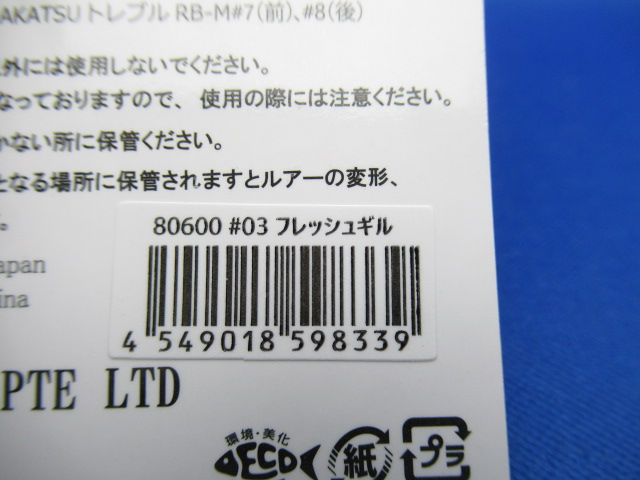 AKATSU トレブル RB-M#7(前)、#8(後)
外には使用しないでください。
なっておりますので、使用の際には注意ください。
かない所に保管ください。
となる場所に保管されますとルアーの変形、
。
80600 #03 フレッシュギル
apan
ina
4 549018 598339
PTE LTD
環境・美化
ECO
紙
プラ